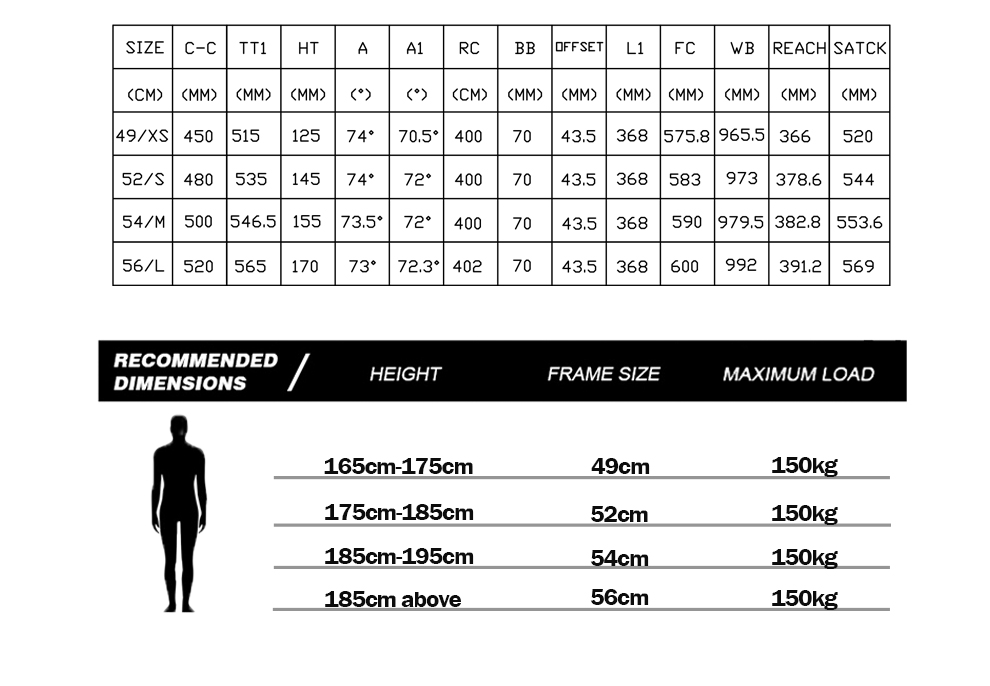 SIZE C-C TT1 HT A A1 RC BB OFFSET L1 FC WB REACH SATCK
(CM) (MM) (MM) (MM) (°) (°) (CM) (MM) (MM) (MM) (MM) (MM) (MM) (MM)
49/XS 450 515 125 74° 70.5° 400 70 43.5 368 575.8 965.5 366 520
52/S 480 535 145 74° 72° 400 70 43.5 368 583 973 378.6 544
54/M 500 546.5 155 73.5° 72° 400 70 43.5 368 590 979.5 382.8 553.6
56/L 520 565 170 73° 72.3° 402 70 43.5 368 600 992 391.2 569
RECOMMENDED
DIMENSIONS / HEIGHT FRAME SIZE MAXIMUM LOAD
165cm-175cm 49cm 150kg
175cm-185cm 52cm 150kg
185cm-195cm 54cm 150kg
185cm above 56cm 150kg